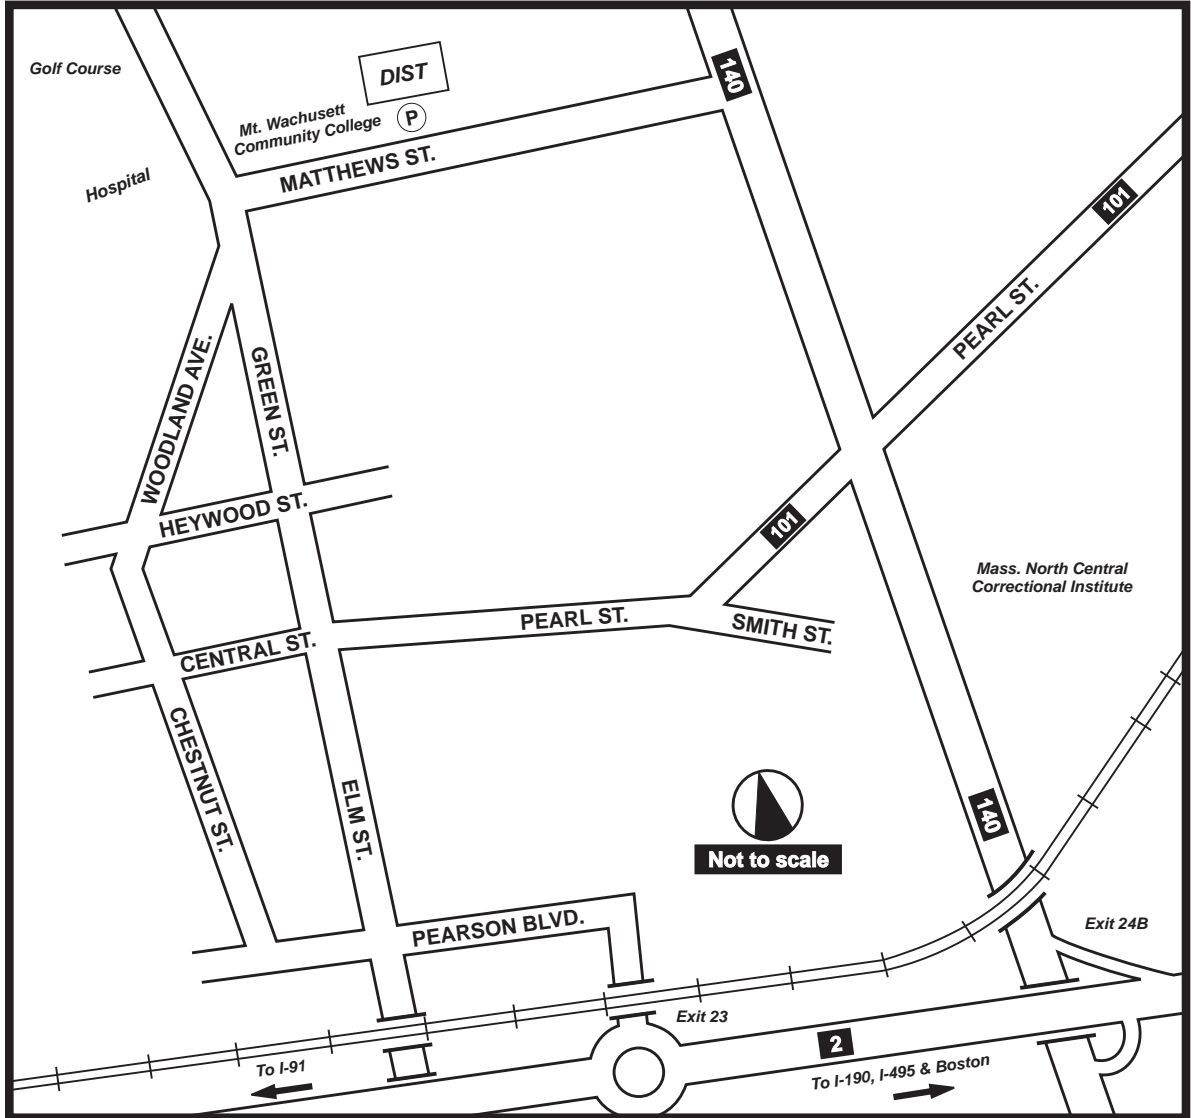 Golf Course
DIST
140
Mt. Wachusett
Community College
P
MATTHEWS ST.
Hospital
101
PEARL ST.
WOODLAND AVE.
GREEN ST.
HEYWOOD ST.
101
Mass. North Central
Correctional Institute
PEARL ST.
SMITH ST.
CENTRAL ST.
CHESTNUT ST.
ELM ST.
140
Not to scale
PEARSON BLVD.
Exit 24B
Exit 23
2
To I-91
To I-190, I-495 & Boston